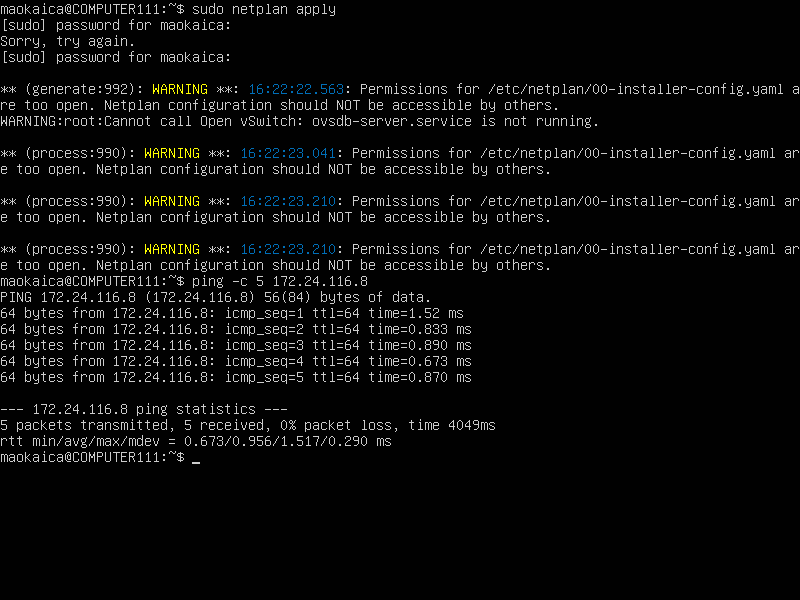 maokaica@COMPUTER111:~$ sudo netplan apply
[sudo] password for maokaica:
Sorry, try again.
[sudo] password for maokaica:
** (generate:992): WARNING **: 16:22:22.563: Permissions for /etc/netplan/00-installer-config.yaml a
re too open. Netplan configuration should NOT be accessible by others.
WARNING:root:Cannot call Open vSwitch: ovsdb-server.service is not running.
** (process:990): WARNING **: 16:22:23.041: Permissions for /etc/netplan/00-installer-config.yaml ar
e too open. Netplan configuration should NOT be accessible by others.
** (process:990): WARNING **: 16:22:23.210: Permissions for /etc/netplan/00-installer-config.yaml ar
e too open. Netplan configuration should NOT be accessible by others.
** (process:990): WARNING **: 16:22:23.210: Permissions for /etc/netplan/00-installer-config.yaml ar
e too open. Netplan configuration should NOT be accessible by others.
maokaica@COMPUTER111:~$ ping -c 5 172.24.116.8
PING 172.24.116.8 (172.24.116.8) 56(84) bytes of data.
64 bytes from 172.24.116.8: icmp_seq=1 ttl=64 time=1.52 ms
64 bytes from 172.24.116.8: icmp_seq=2 ttl=64 time=0.833 ms
64 bytes from 172.24.116.8: icmp_seq=3 ttl=64 time=0.890 ms
64 bytes from 172.24.116.8: icmp_seq=4 ttl=64 time=0.673 ms
64 bytes from 172.24.116.8: icmp_seq=5 ttl=64 time=0.870 ms
--- 172.24.116.8 ping statistics ---
5 packets transmitted, 5 received, 0% packet loss, time 4049ms
rtt min/avg/max/mdev = 0.673/0.956/1.517/0.290 ms
maokaica@COMPUTER111:~$ _